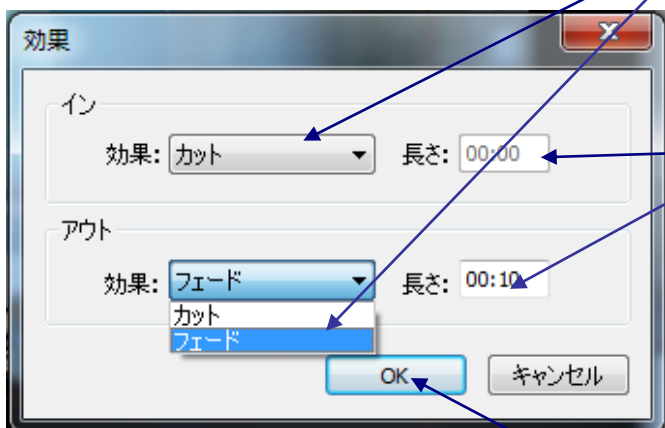 効果
イン
効果: カット 長さ: 00:00
アウト
効果: フェード 長さ: 00:10
カット
フェード
OK キャンセル